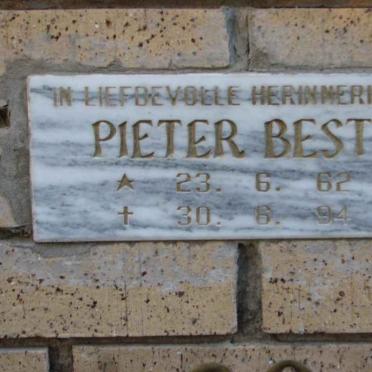 IN LIEFDEVOLLE HERINNERI
PIETER BEST
★ 23. 6. 62
† 30. 6. 94